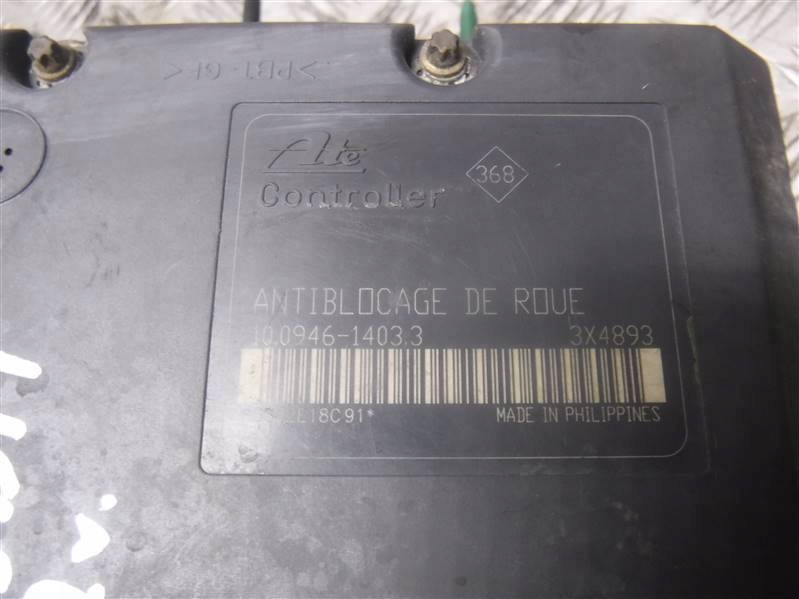 >PBT-GF<
Ate
368
Controller
ANTIBLOCAGE DE ROUE
10.0946-1403.3 3X4893
MADE IN PHILIPPINES